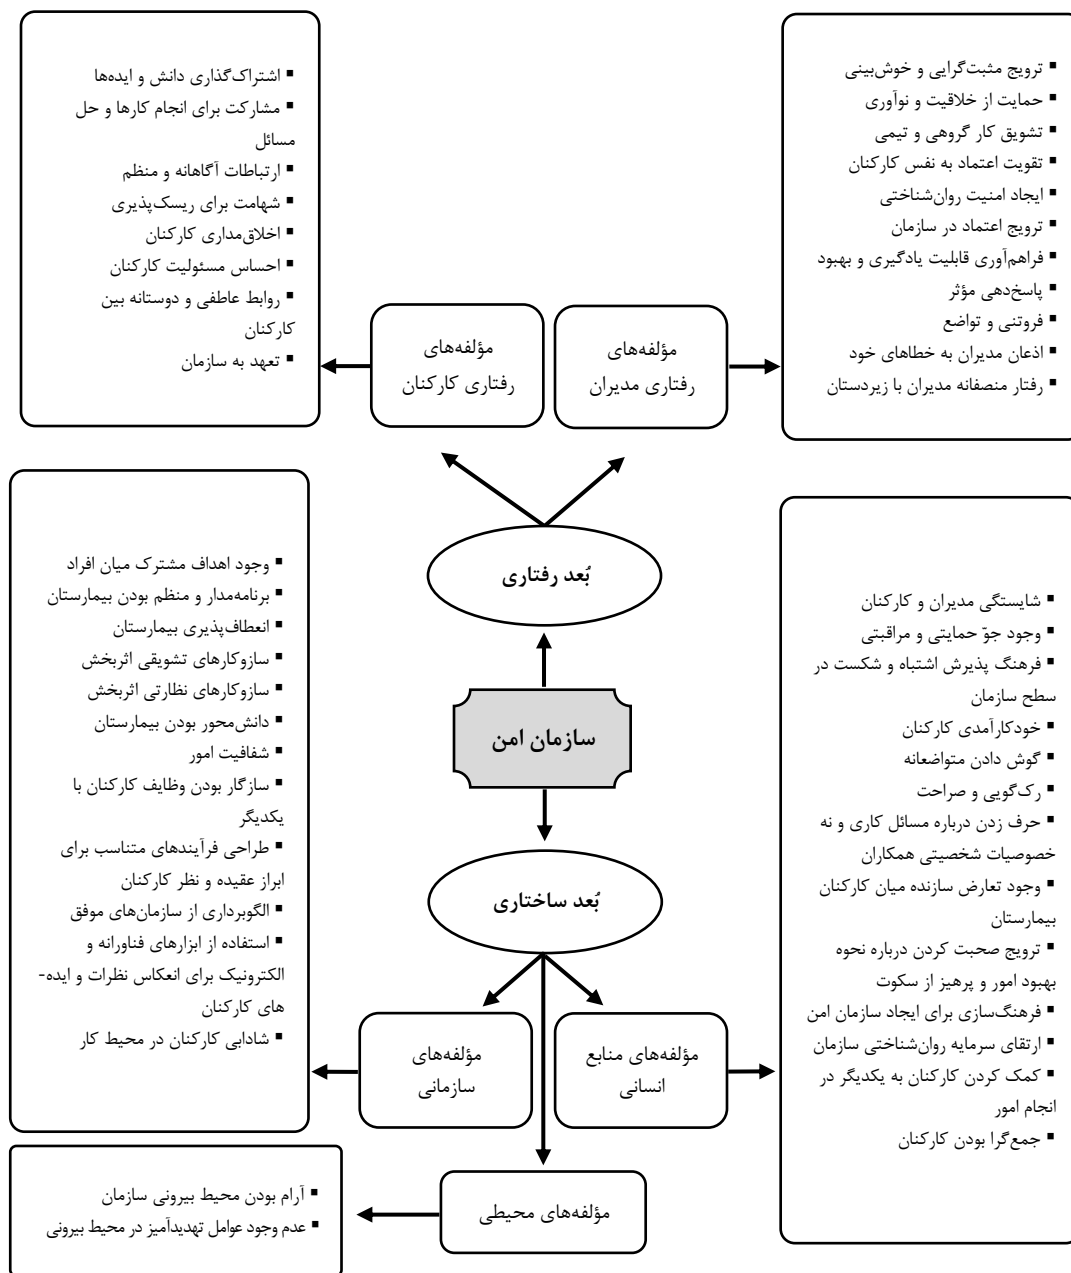 ▪ ترویج مثبت‌گرایی و خوش‌بینی
▪ حمایت از خلاقیت و نوآوری
▪ تشویق کار گروهی و تیمی
▪ تقویت اعتماد به نفس کارکنان
▪ ایجاد امنیت روان‌شناختی
▪ ترویج اعتماد در سازمان
▪ فراهم‌آوری قابلیت یادگیری و بهبود
▪ پاسخ‌دهی مؤثر
▪ فروتنی و تواضع
▪ اذعان مدیران به خطاهای خود
▪ رفتار منصفانه مدیران با زیردستان
▪ اشتراک‌گذاری دانش و ایده‌ها
▪ مشارکت برای انجام کارها و حل
مسائل
▪ ارتباطات آگاهانه و منظم
▪ شهامت برای ریسک‌پذیری
▪ اخلاق‌مداری کارکنان
▪ احساس مسئولیت کارکنان
▪ روابط عاطفی و دوستانه بین
کارکنان
▪ تعهد به سازمان
مؤلفه‌های
رفتاری مدیران
مؤلفه‌های
رفتاری کارکنان
بُعد رفتاری
سازمان امن
بُعد ساختاری
▪ شایستگی مدیران و کارکنان
▪ وجود جوّ حمایتی و مراقبتی
▪ فرهنگ پذیرش اشتباه و شکست در
سطح سازمان
▪ خودکارآمدی کارکنان
▪ گوش دادن متواضعانه
▪ رک‌گویی و صراحت
▪ حرف زدن درباره مسائل کاری و نه
خصوصیات شخصیتی همکاران
▪ وجود تعارض سازنده میان کارکنان
بیمارستان
▪ ترویج صحبت کردن درباره نحوه
بهبود امور و پرهیز از سکوت
▪ فرهنگ‌سازی برای ایجاد سازمان امن
▪ ارتقای سرمایه روان‌شناختی سازمان
▪ کمک کردن کارکنان به یکدیگر در
انجام امور
▪ جمع‌گرا بودن کارکنان
▪ وجود اهداف مشترک میان افراد
▪ برنامه‌مدار و منظم بودن بیمارستان
▪ انعطاف‌پذیری بیمارستان
▪ سازوکارهای تشویقی اثربخش
▪ سازوکارهای نظارتی اثربخش
▪ دانش‌محور بودن بیمارستان
▪ شفافیت امور
▪ سازگار بودن وظایف کارکنان با
یکدیگر
▪ طراحی فرآیندهای متناسب برای
ابراز عقیده و نظر کارکنان
▪ الگوبرداری از سازمان‌های موفق
▪ استفاده از ابزارهای فناورانه و
الکترونیک برای انعکاس نظرات و ایده-
های کارکنان
▪ شادابی کارکنان در محیط کار
مؤلفه‌های منابع
انسانی
مؤلفه‌های
سازمانی
مؤلفه‌های محیطی
▪ آرام بودن محیط بیرونی سازمان
▪ عدم وجود عوامل تهدیدآمیز در محیط بیرونی